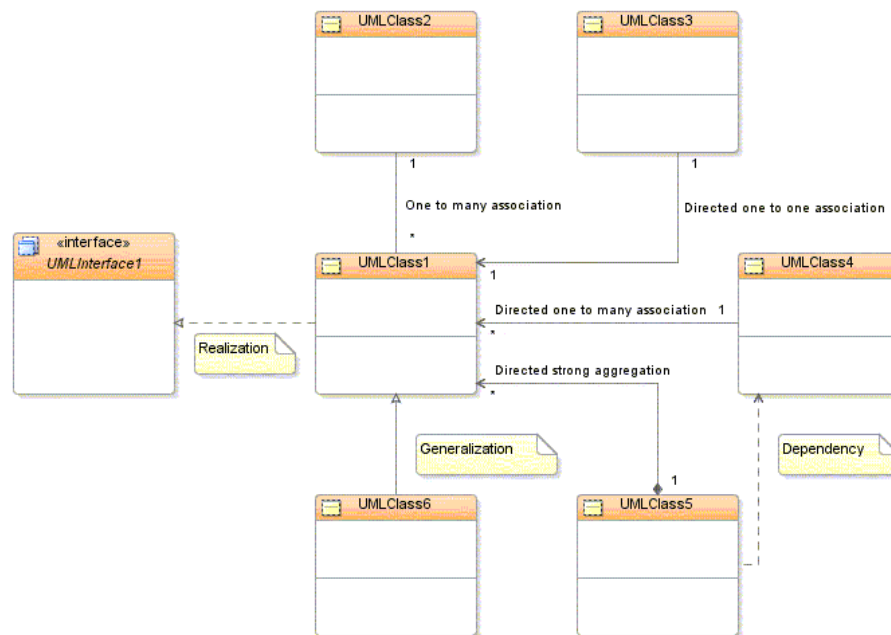 UMLClass2
UMLClass3
1
1
One to many association
Directed one to one association
*
«interface»
UMLInterface1
UMLClass1
UMLClass4
1
Directed one to many association 1
*
Realization
Directed strong aggregation
*
Generalization
Dependency
1
UMLClass6
UMLClass5